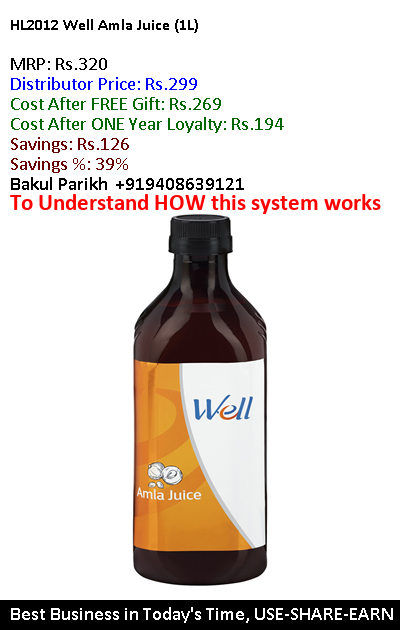 HL2012 Well Amla Juice (1L)
MRP: Rs.320
Distributor Price: Rs.299
Cost After FREE Gift: Rs.269
Cost After ONE Year Loyalty: Rs.194
Savings: Rs.126
Savings %: 39%
Bakul Parikh +919408639121
To Understand HOW this system works
Well
Amla Juice
Best Business in Today's Time, USE-SHARE-EARN